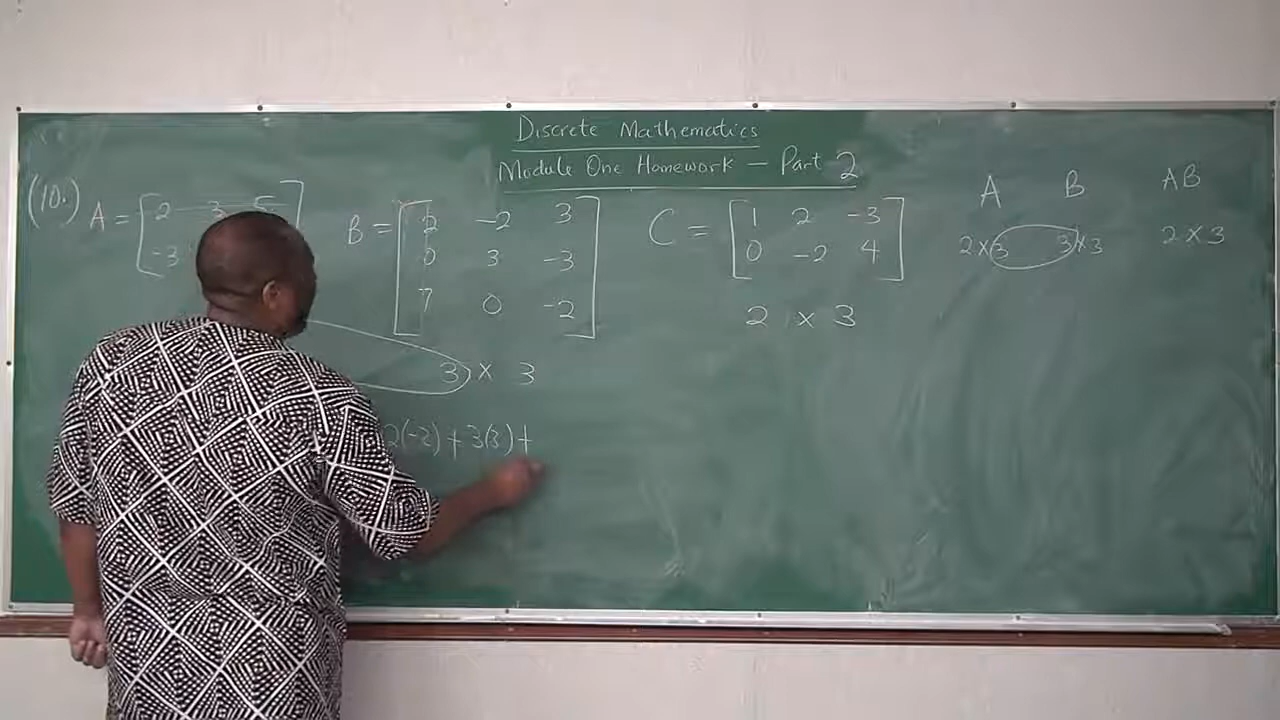 Discrete Mathematics
Module One Homework – Part 2
(10.) A = [ 2 3 5 ]
-3
B = [ 2 -2 3 ]
0 3 -3
7 0 -2
3 × 3
C = [ 1 2 -3 ]
0 -2 4
2 × 3
A B AB
2×3 3×3 2×3
2(-2) + 3(3) +